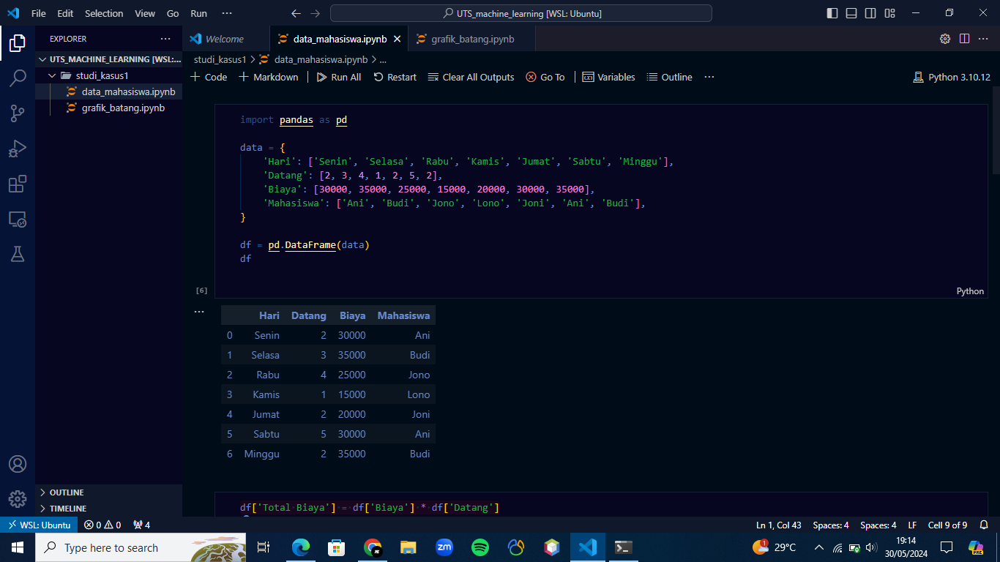 File Edit Selection View Go Run ···
UTS_machine_learning [WSL: Ubuntu]
EXPLORER
UTS_MACHINE_LEARNING [WSL:...
studi_kasus1
data_mahasiswa.ipynb
grafik_batang.ipynb
OUTLINE
TIMELINE
Welcome
data_mahasiswa.ipynb
grafik_batang.ipynb
studi_kasus1 > data_mahasiswa.ipynb > ...
+ Code + Markdown Run All Restart Clear All Outputs Go To Variables Outline ··· Python 3.10.12
import pandas as pd
data = {
'Hari': ['Senin', 'Selasa', 'Rabu', 'Kamis', 'Jumat', 'Sabtu', 'Minggu'],
'Datang': [2, 3, 4, 1, 2, 5, 2],
'Biaya': [30000, 35000, 25000, 15000, 20000, 30000, 35000],
'Mahasiswa': ['Ani', 'Budi', 'Jono', 'Lono', 'Joni', 'Ani', 'Budi'],
}
df = pd.DataFrame(data)
df
[6]
Python
Hari Datang Biaya Mahasiswa
0 Senin 2 30000 Ani
1 Selasa 3 35000 Budi
2 Rabu 4 25000 Jono
3 Kamis 1 15000 Lono
4 Jumat 2 20000 Joni
5 Sabtu 5 30000 Ani
6 Minggu 2 35000 Budi
df['Total Biaya'] = df['Biaya'] * df['Datang']
WSL: Ubuntu 0 0 4
Ln 1, Col 43 Spaces: 4 Spaces: 4 LF Cell 9 of 9
Type here to search
zm
1
29°C
19:14
30/05/2024
PRE